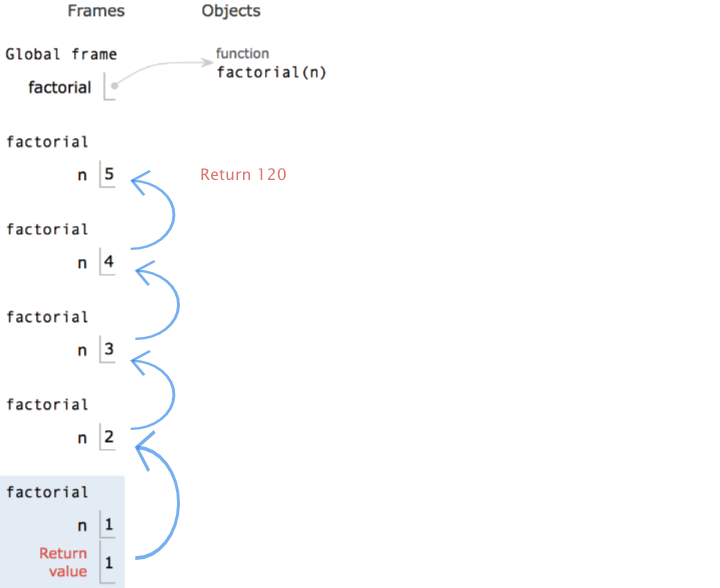 Frames Objects
Global frame
function
factorial
factorial(n)
factorial
n 5
Return 120
factorial
n 4
factorial
n 3
factorial
n 2
factorial
n 1
Return
value
1